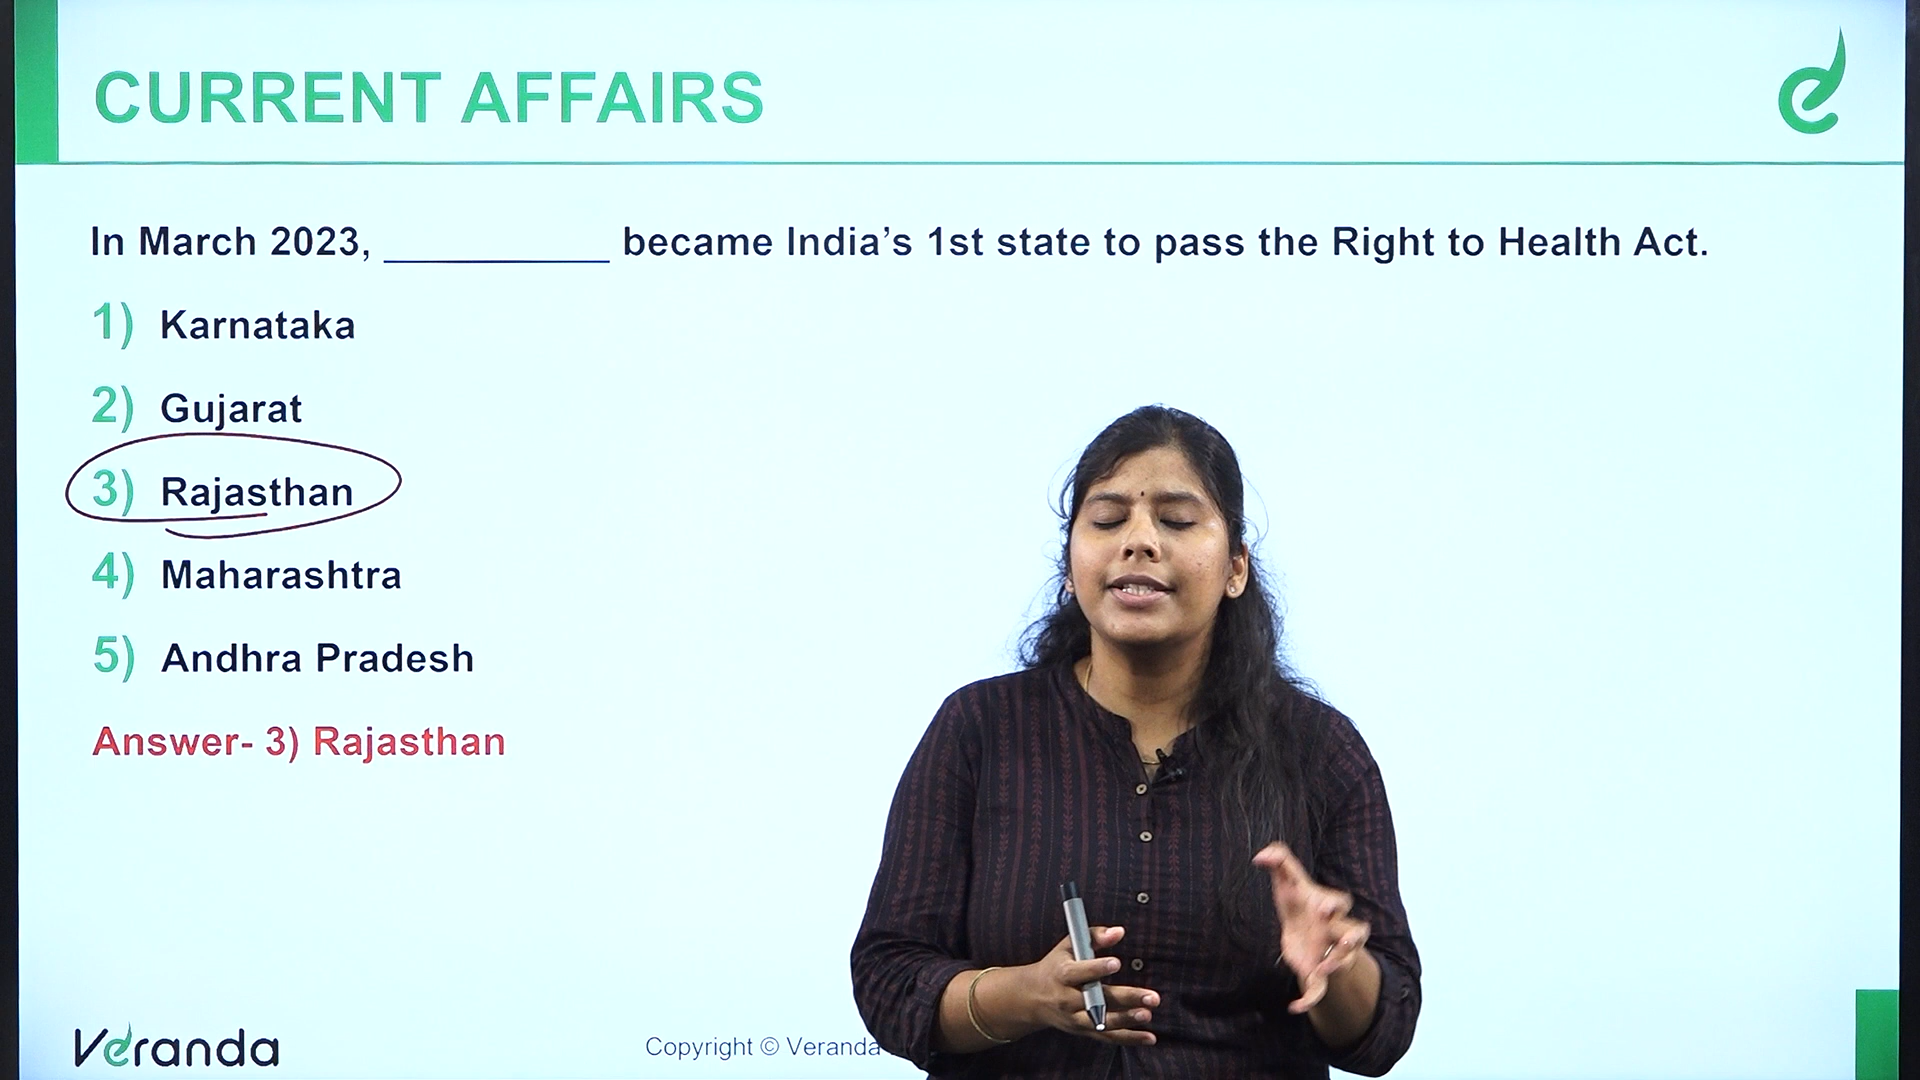 CURRENT AFFAIRS
In March 2023, __________ became India’s 1st state to pass the Right to Health Act.
1) Karnataka
2) Gujarat
3) Rajasthan
4) Maharashtra
5) Andhra Pradesh
Answer- 3) Rajasthan
Veranda
Copyright © Veranda